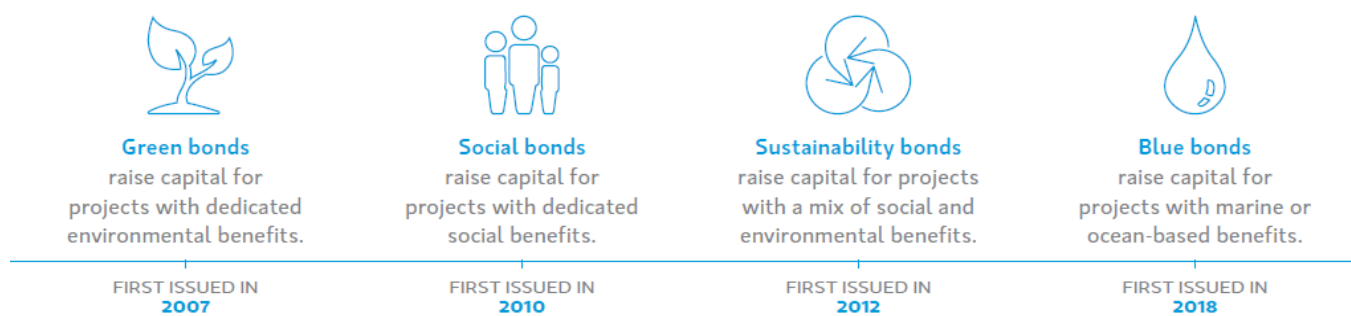 Green bonds
raise capital for
projects with dedicated
environmental benefits.
FIRST ISSUED IN
2007
Social bonds
raise capital for
projects with dedicated
social benefits.
FIRST ISSUED IN
2010
Sustainability bonds
raise capital for projects
with a mix of social and
environmental benefits.
FIRST ISSUED IN
2012
Blue bonds
raise capital for
projects with marine or
ocean-based benefits.
FIRST ISSUED IN
2018